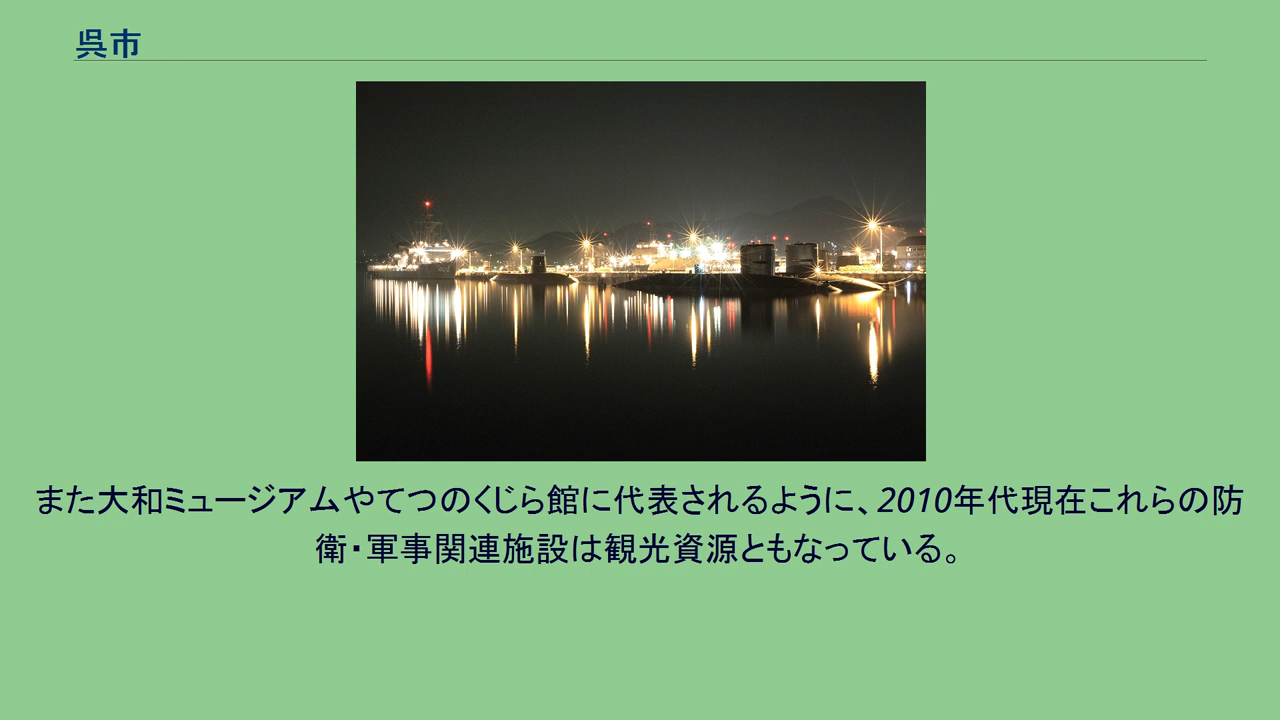 呉市
また大和ミュージアムやてつのくじら館に代表されるように、2010年代現在これらの防
衛・軍事関連施設は観光資源ともなっている。